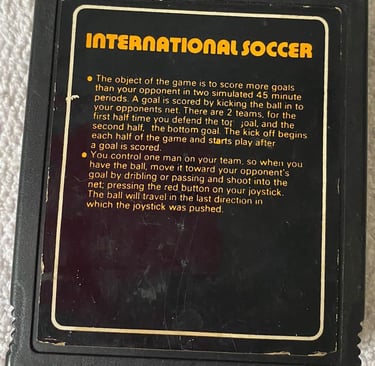 INTERNATIONAL SOCCER
● The object of the game is to score more goals
than your opponent in two simulated 45 minute
periods. A goal is scored by kicking the ball in to
your opponents net. There are 2 teams, for the
first half time you defend the top goal, and the
second half, the bottom goal. The kick off begins
each half of the game and starts play after
a goal is scored.
● You control one man on your team, so when you
have the ball, move it toward your opponent's
goal by dribling or passing and shoot into the
net; pressing the red button on your joystick.
The ball will travel in the last direction in
which the joystick was pushed.